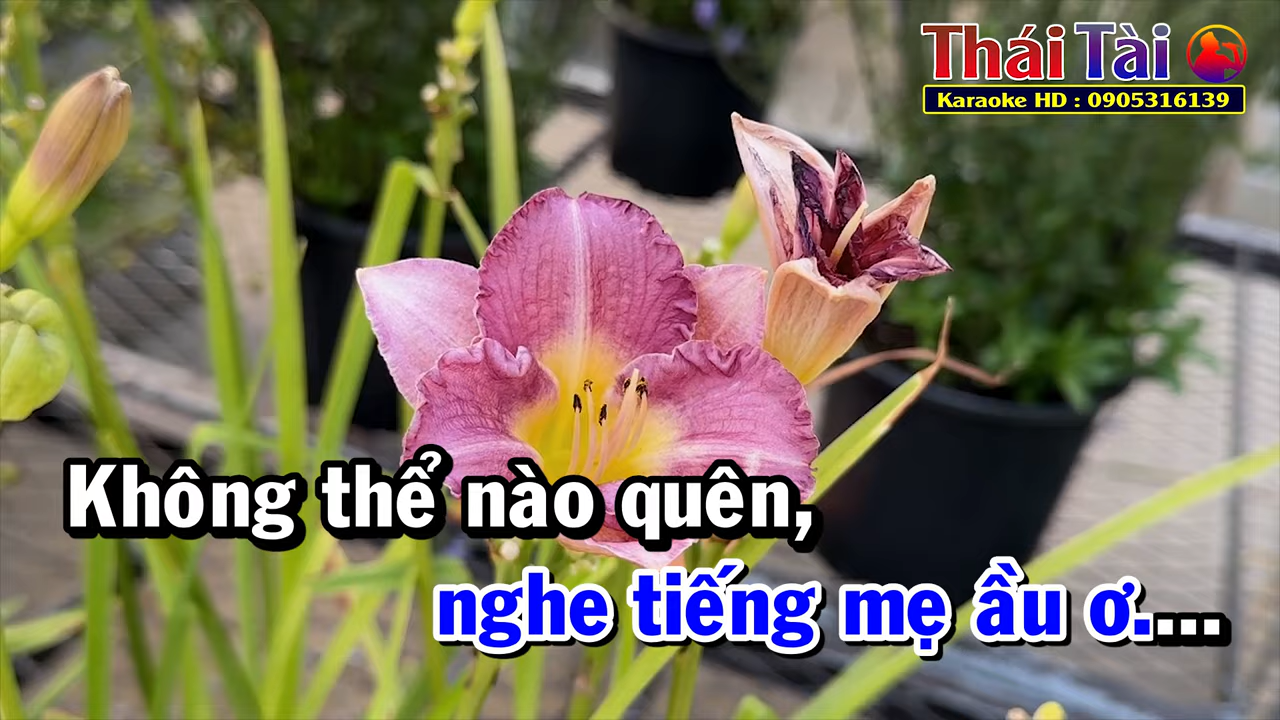 Thái Tài
Karaoke HD : 0905316139
Không thể nào quên,
nghe tiếng mẹ ầu ơ....